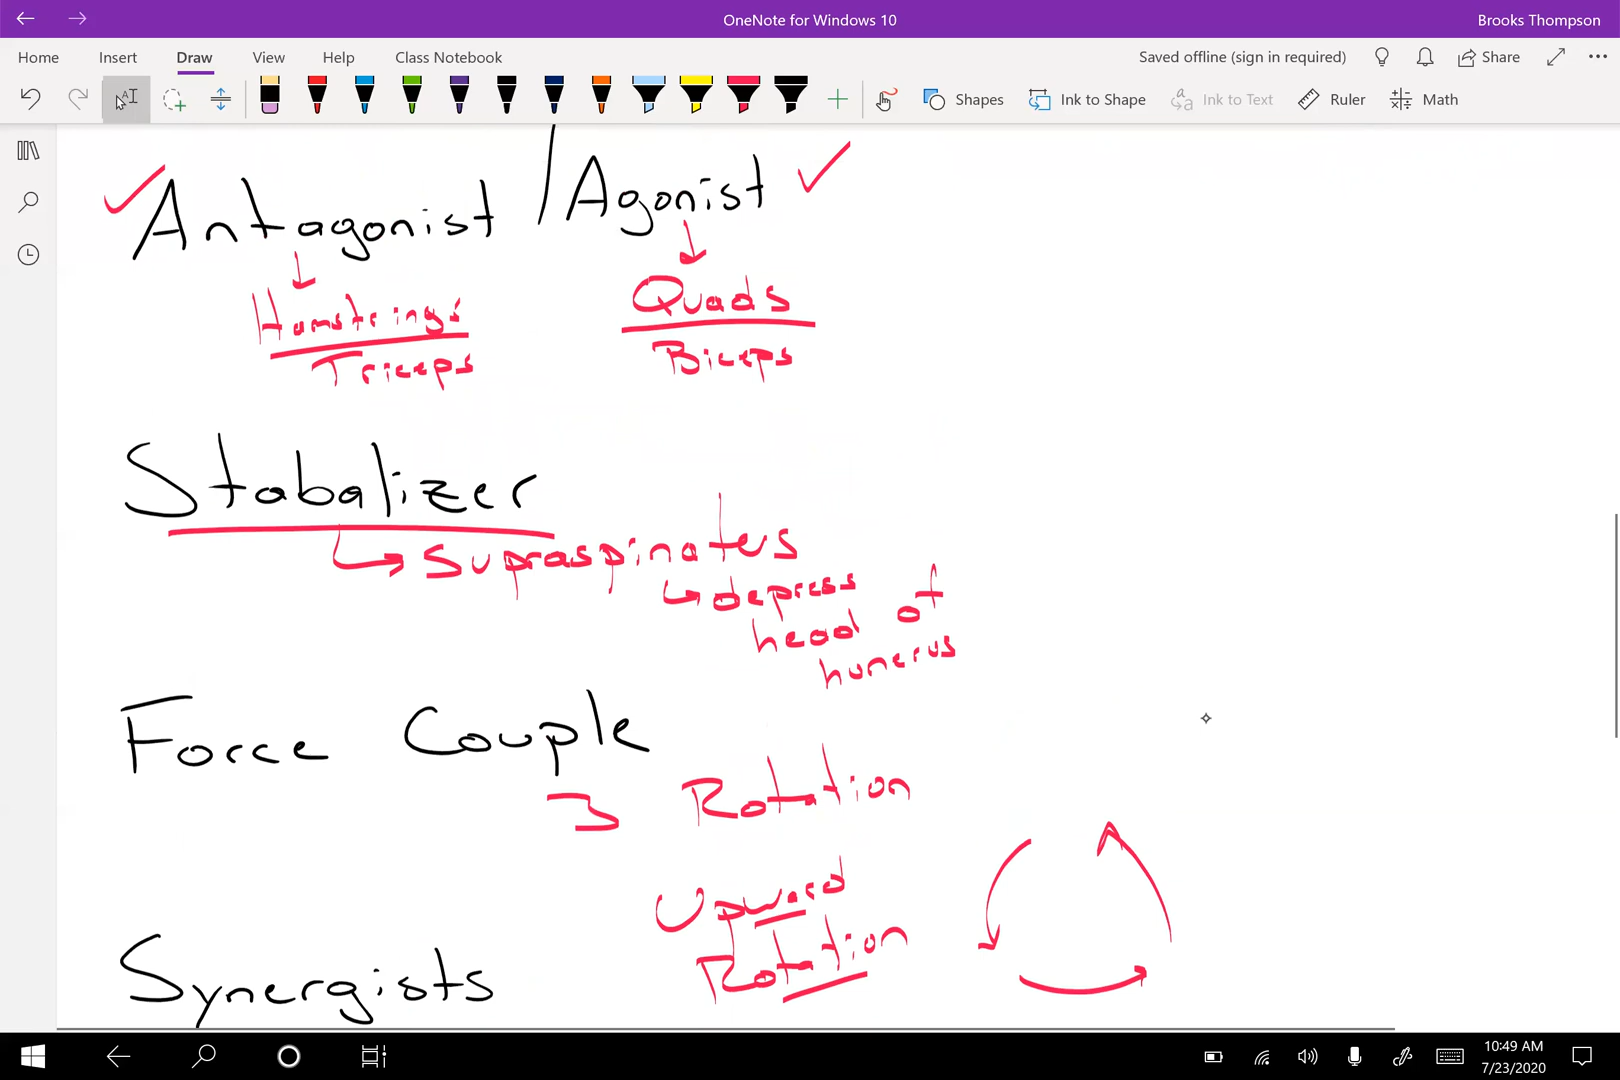 OneNote for Windows 10
Brooks Thompson
Home Insert Draw View Help Class Notebook
Saved offline (sign in required) Share
Shapes Ink to Shape Ink to Text Ruler Math
Antagonist / Agonist
Hamstrings Quads
Triceps Biceps
Stabalizer
Supraspinatus
depress
head of
humerus
Force Couple
3 Rotation
Upward
Rotation
Synergists
10:49 AM
7/23/2020